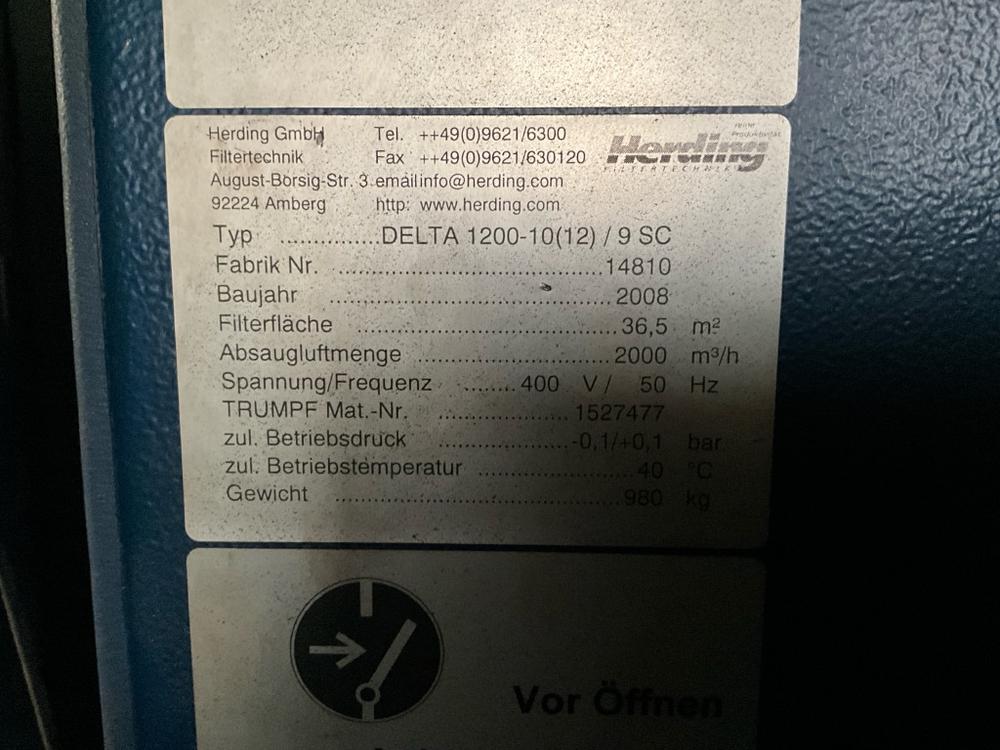 Herding GmbH Tel. ++49(0)9621/6300
Filtertechnik Fax ++49(0)9621/630120
August-Borsig-Str. 3 email info@herding.com
92224 Amberg http: www.herding.com
Herding
FILTERTECHNIK
Typ ...............DELTA 1200-10(12) / 9 SC
Fabrik Nr. ........................................14810
Baujahr ..........................................2008
Filterfläche ......................................36,5 m²
Absaugluftmenge .............................2000 m³/h
Spannung/Frequenz ........400 V / 50 Hz
TRUMPF Mat.-Nr. ....................1527477
zul. Betriebsdruck ....................-0,1/+0,1 bar
zul. Betriebstemperatur ........................40 °C
Gewicht ...........................................980 kg
Vor Öffnen